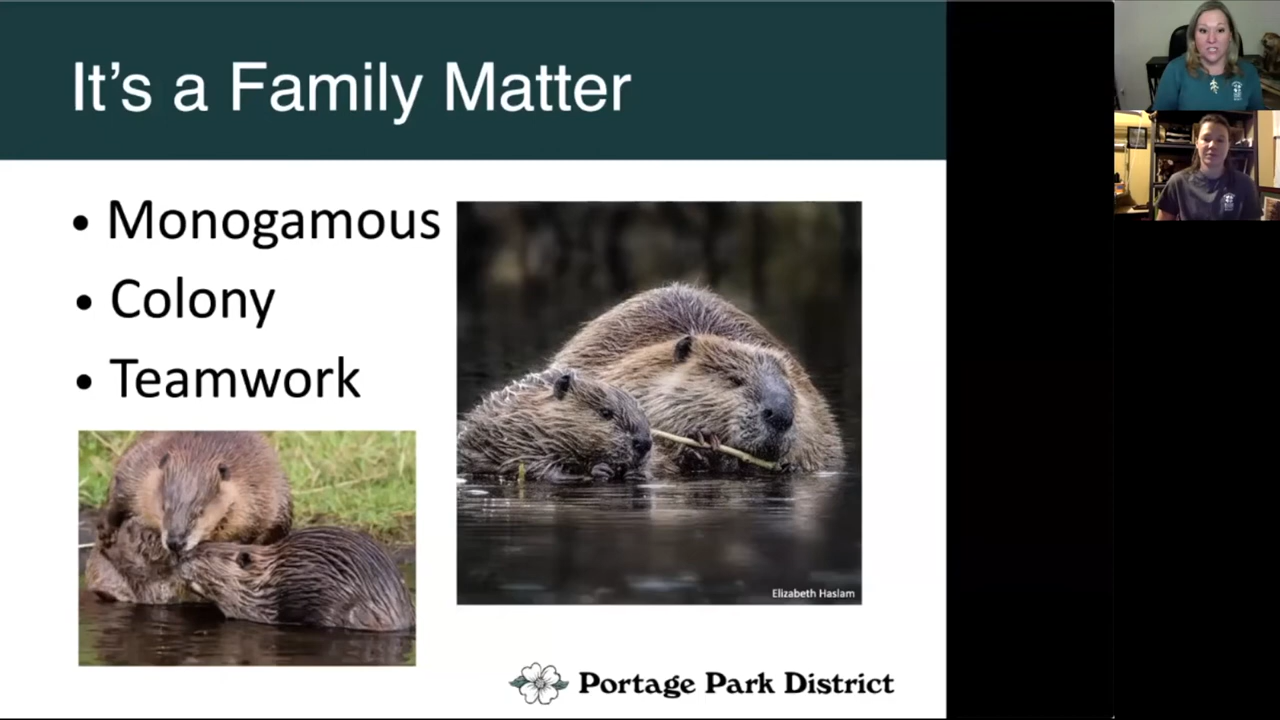 It's a Family Matter
• Monogamous
• Colony
• Teamwork
Elizabeth Haslam
Portage Park District